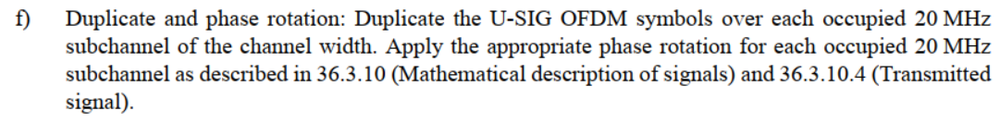 f) Duplicate and phase rotation: Duplicate the U-SIG OFDM symbols over each occupied 20 MHz
subchannel of the channel width. Apply the appropriate phase rotation for each occupied 20 MHz
subchannel as described in 36.3.10 (Mathematical description of signals) and 36.3.10.4 (Transmitted
signal).